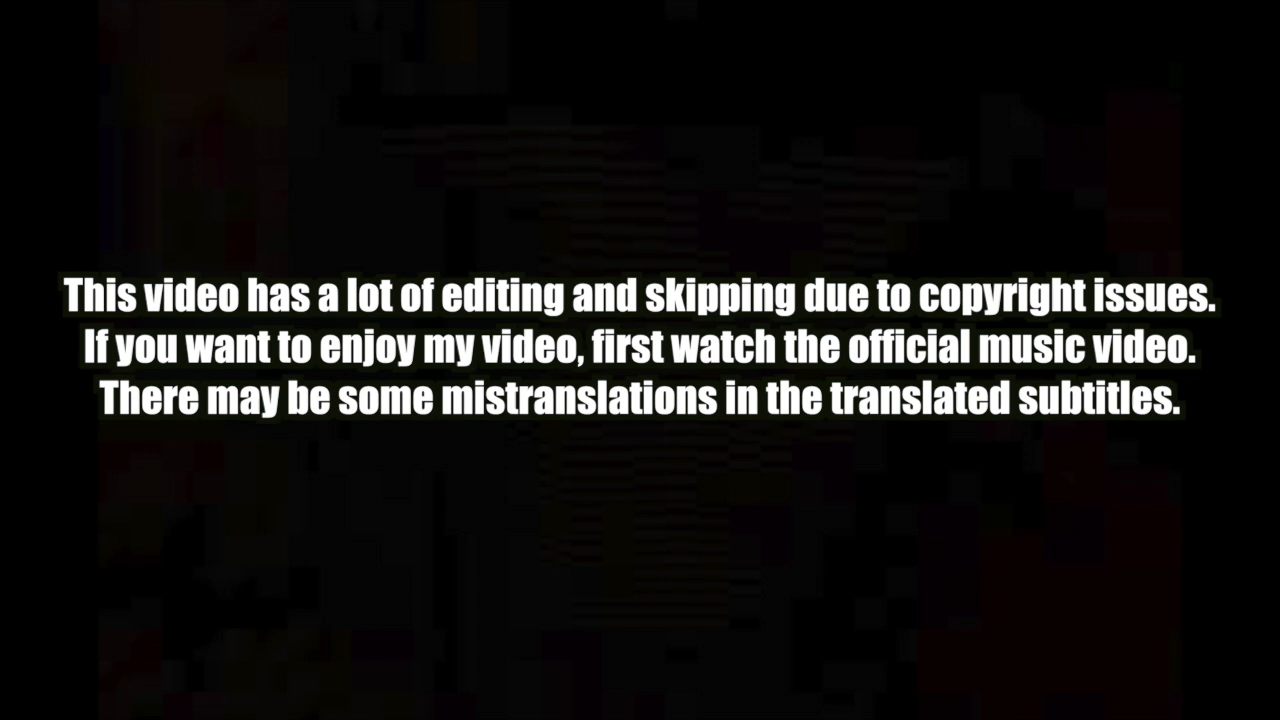 This video has a lot of editing and skipping due to copyright issues.
If you want to enjoy my video, first watch the official music video.
There may be some mistranslations in the translated subtitles.